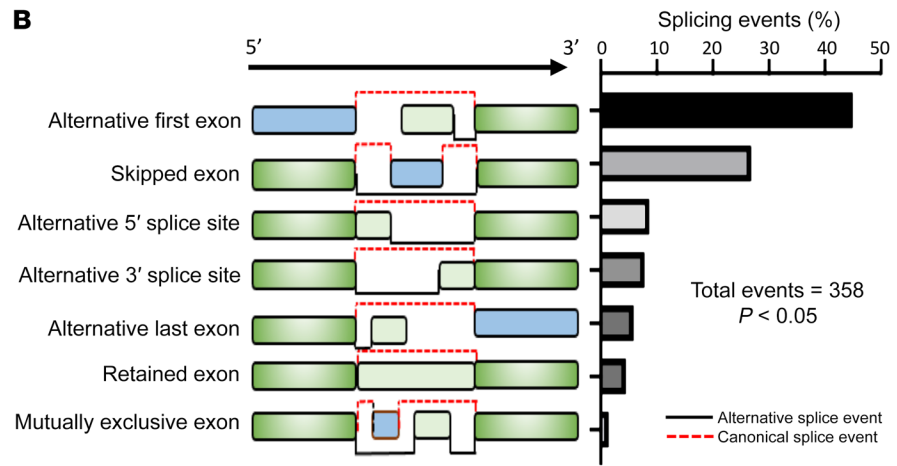 B
Splicing events (%)
5′ 3′
0 10 20 30 40 50
Alternative first exon
Skipped exon
Alternative 5′ splice site
Alternative 3′ splice site
Alternative last exon
Retained exon
Mutually exclusive exon
Total events = 358
P < 0.05
Alternative splice event
Canonical splice event